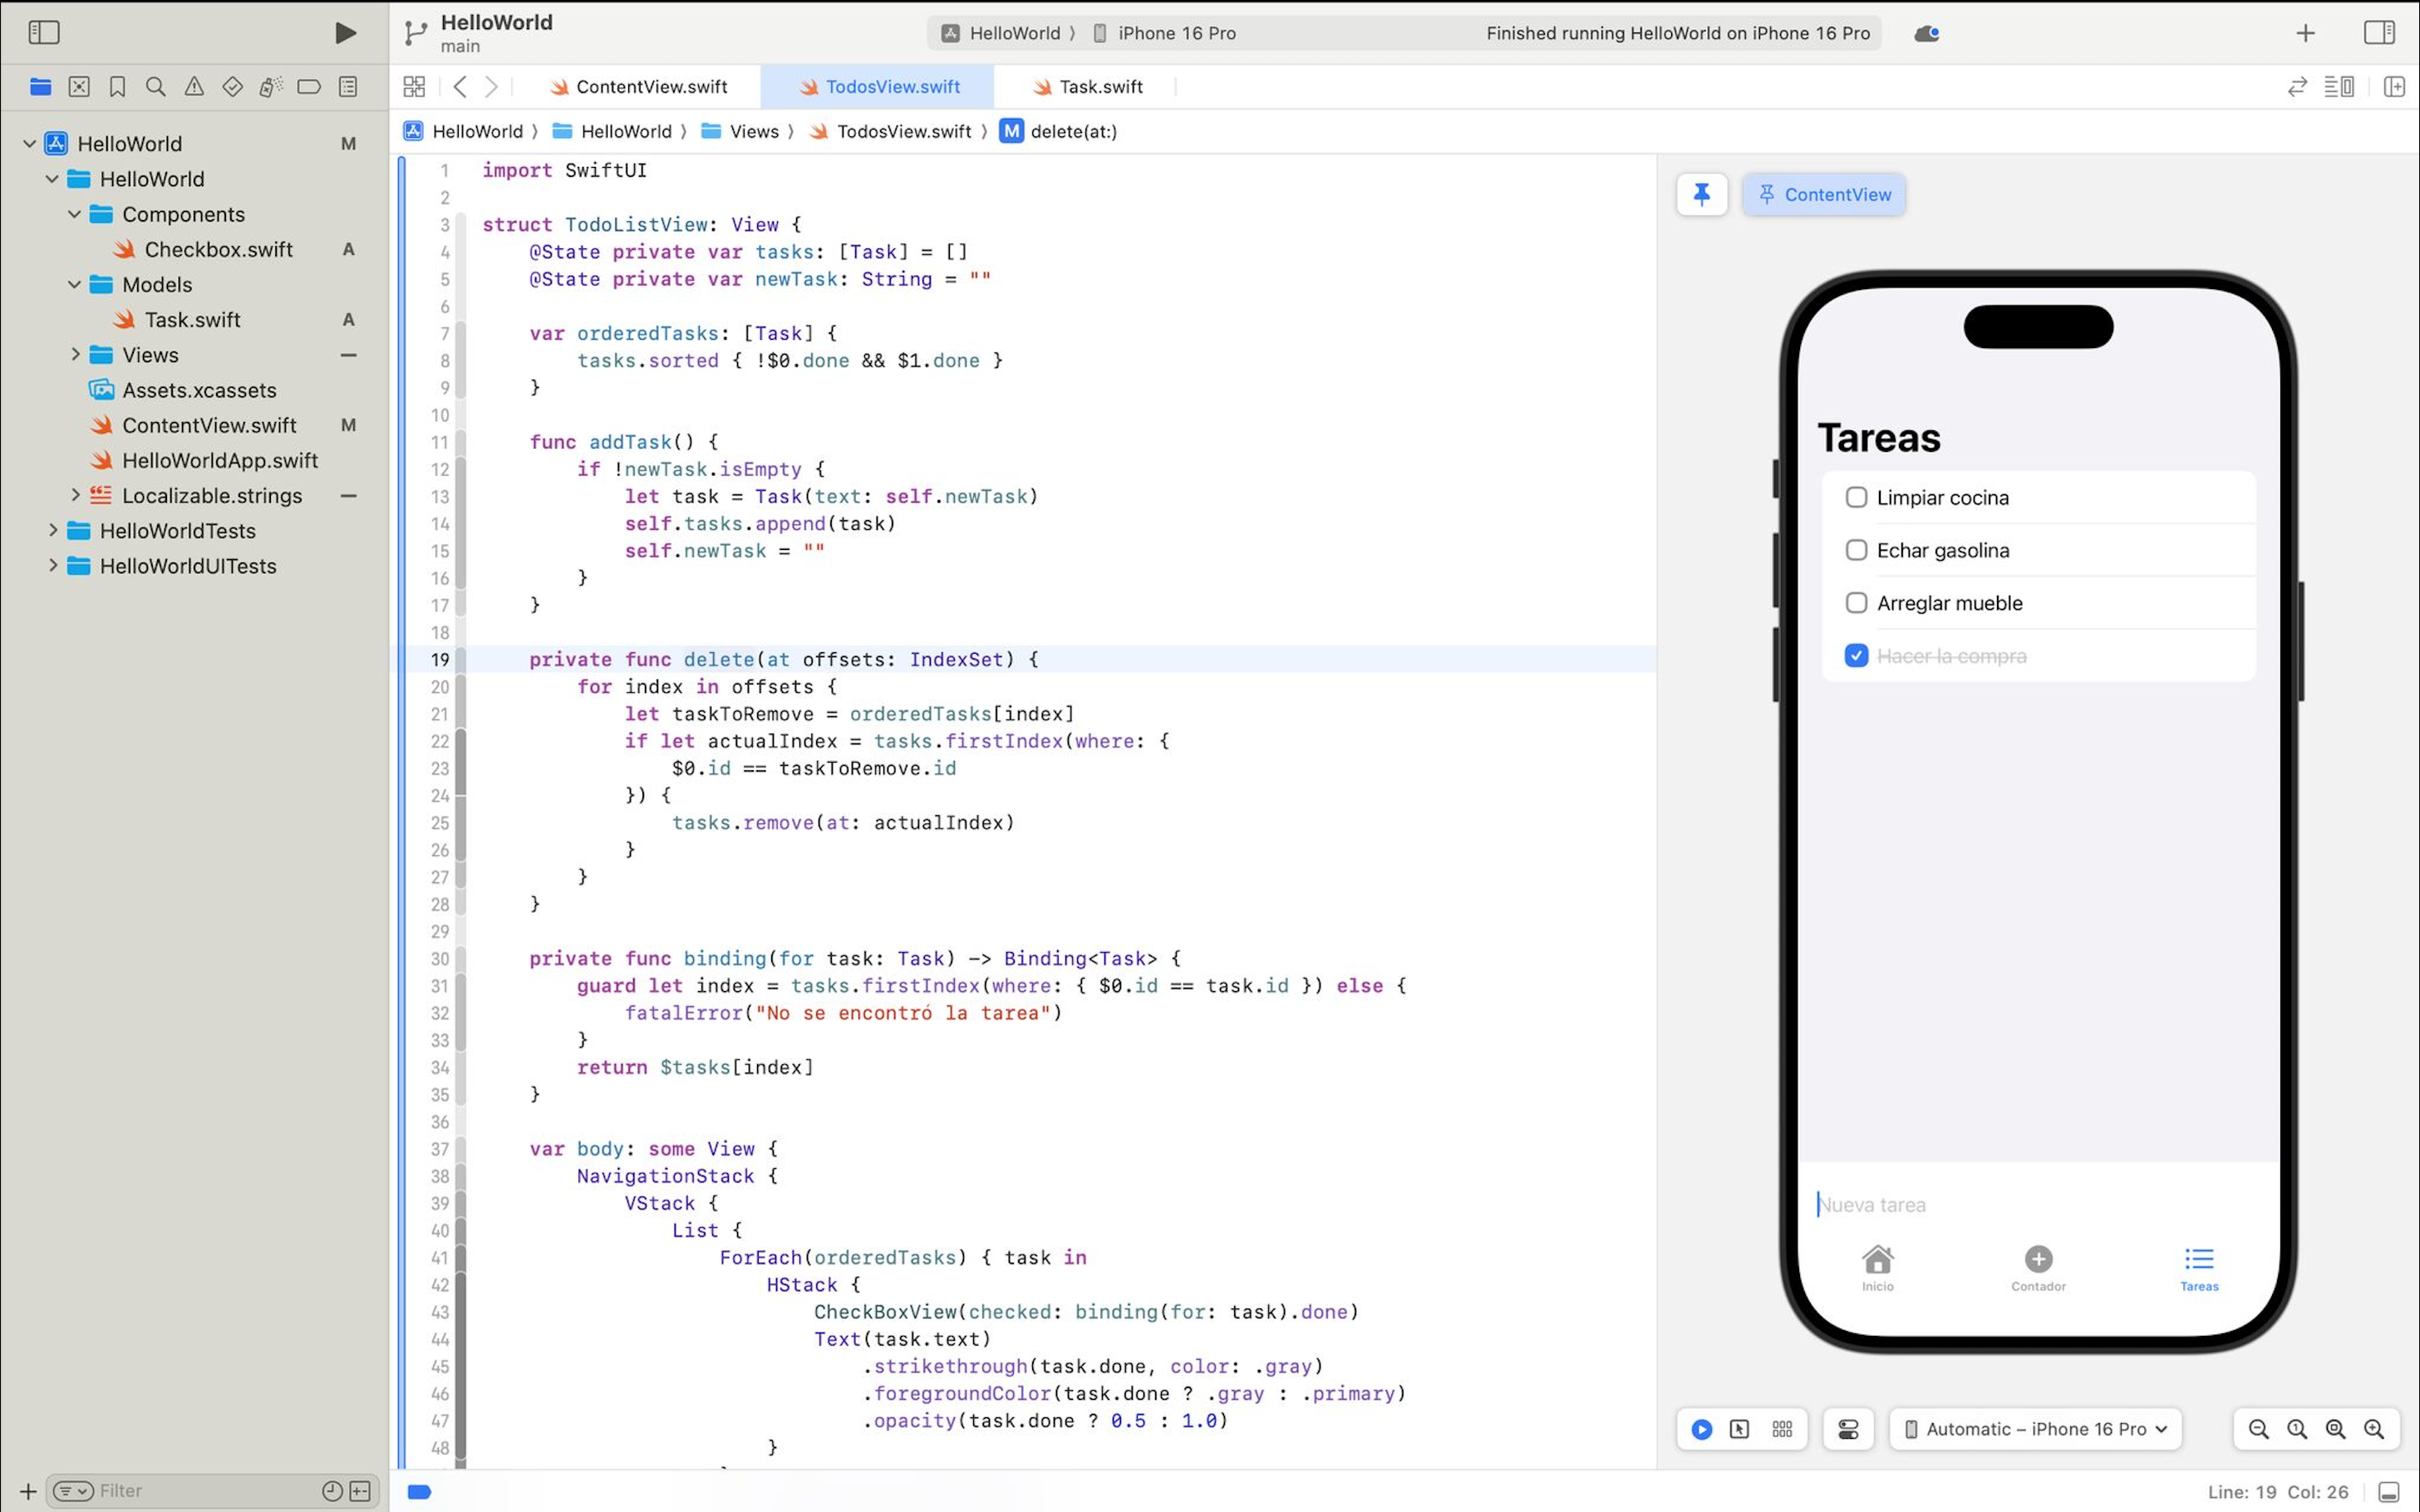 HelloWorld
main
HelloWorld
iPhone 16 Pro
Finished running HelloWorld on iPhone 16 Pro
ContentView.swift
TodosView.swift
Task.swift
HelloWorld
HelloWorld
Views
TodosView.swift
M delete(at:)
HelloWorld M
HelloWorld
Components
Checkbox.swift A
Models
Task.swift A
Views
Assets.xcassets
ContentView.swift M
HelloWorldApp.swift
Localizable.strings
HelloWorldTests
HelloWorldUITests
Filter
1 import SwiftUI
2
3 struct TodoListView: View {
4 @State private var tasks: [Task] = []
5 @State private var newTask: String = ""
6
7 var orderedTasks: [Task] {
8 tasks.sorted { !$0.done && $1.done }
9 }
10
11 func addTask() {
12 if !newTask.isEmpty {
13 let task = Task(text: self.newTask)
14 self.tasks.append(task)
15 self.newTask = ""
16 }
17 }
18
19 private func delete(at offsets: IndexSet) {
20 for index in offsets {
21 let taskToRemove = orderedTasks[index]
22 if let actualIndex = tasks.firstIndex(where: {
23 $0.id == taskToRemove.id
24 }) {
25 tasks.remove(at: actualIndex)
26 }
27 }
28 }
29
30 private func binding(for task: Task) -> Binding<Task> {
31 guard let index = tasks.firstIndex(where: { $0.id == task.id }) else {
32 fatalError("No se encontró la tarea")
33 }
34 return $tasks[index]
35 }
36
37 var body: some View {
38 NavigationStack {
39 VStack {
40 List {
41 ForEach(orderedTasks) { task in
42 HStack {
43 CheckBoxView(checked: binding(for: task).done)
44 Text(task.text)
45 .strikethrough(task.done, color: .gray)
46 .foregroundColor(task.done ? .gray : .primary)
47 .opacity(task.done ? 0.5 : 1.0)
48 }
ContentView
Tareas
Limpiar cocina
Echar gasolina
Arreglar mueble
Hacer la compra
Nueva tarea
Inicio
Contador
Tareas
Automatic – iPhone 16 Pro
Line: 19 Col: 26